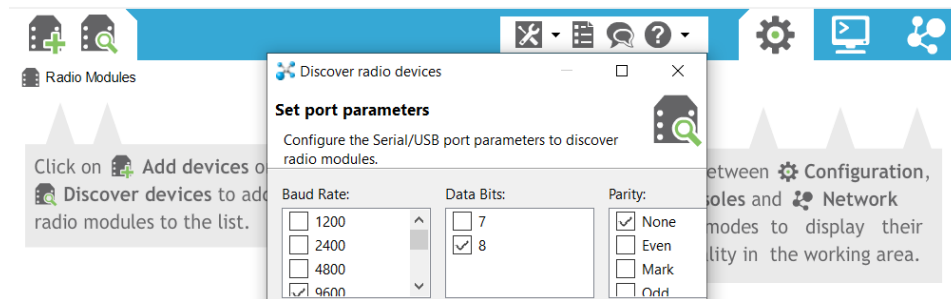 Radio Modules
Discover radio devices
Set port parameters
Configure the Serial/USB port parameters to discover
radio modules.
Click on Add devices o
Discover devices to add
radio modules to the list.
Baud Rate:
1200
2400
4800
9600
Data Bits:
7
8
Parity:
None
Even
Mark
Odd
etween Configuration,
soles and Network
modes to display their
lity in the working area.